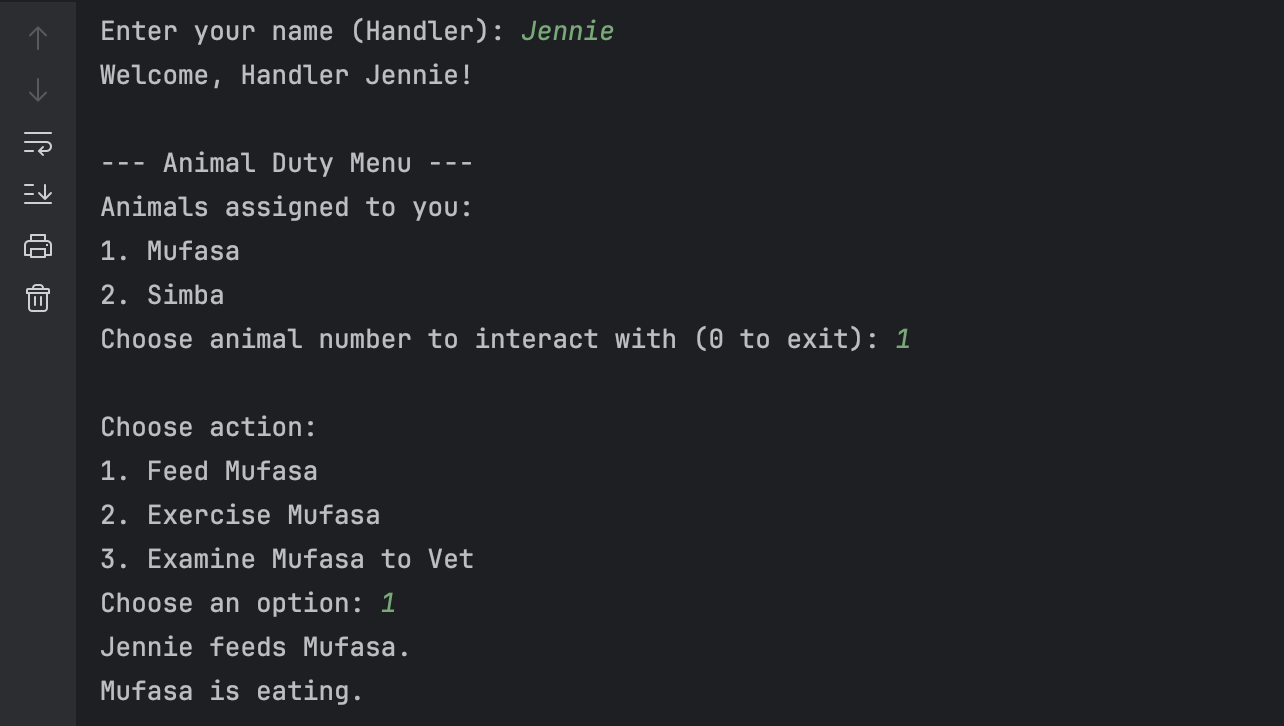 Enter your name (Handler): Jennie
Welcome, Handler Jennie!
--- Animal Duty Menu ---
Animals assigned to you:
1. Mufasa
2. Simba
Choose animal number to interact with (0 to exit): 1
Choose action:
1. Feed Mufasa
2. Exercise Mufasa
3. Examine Mufasa to Vet
Choose an option: 1
Jennie feeds Mufasa.
Mufasa is eating.